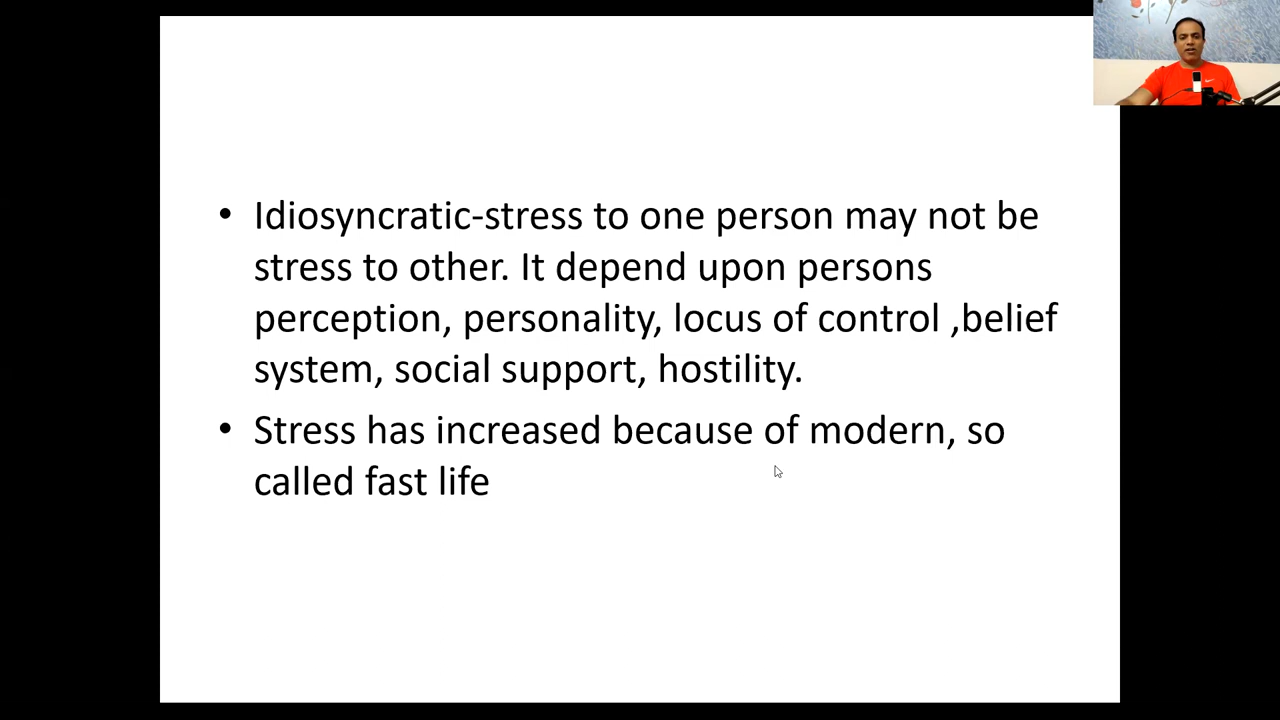 • Idiosyncratic-stress to one person may not be
stress to other. It depend upon persons
perception, personality, locus of control ,belief
system, social support, hostility.
• Stress has increased because of modern, so
called fast life